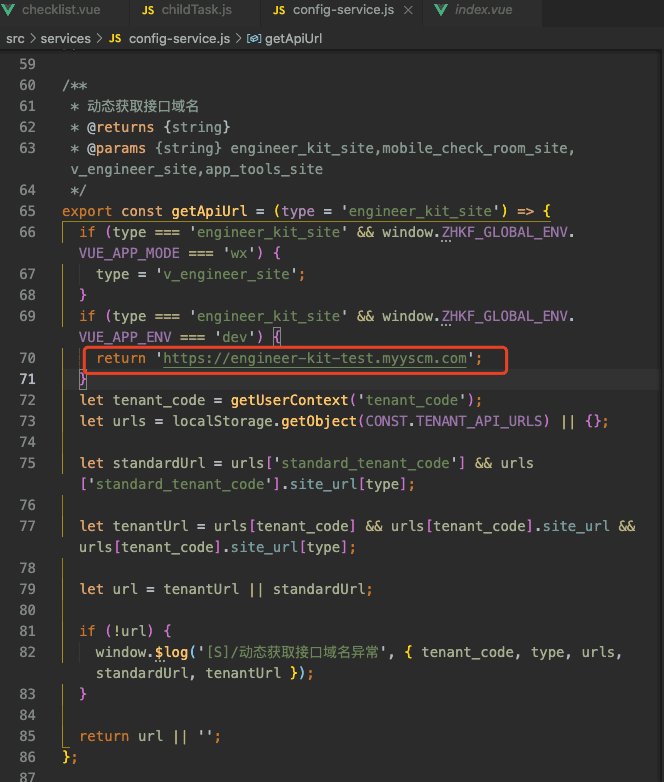 checklist.vue
JS childTask.js
JS config-service.js
index.vue
src > services > JS config-service.js > getApiUrl
59
60 /**
61 * 动态获取接口域名
62 * @returns {string}
63 * @params {string} engineer_kit_site,mobile_check_room_site,
v_engineer_site,app_tools_site
64 */
65 export const getApiUrl = (type = 'engineer_kit_site') => {
66 if (type === 'engineer_kit_site' && window.ZHKF_GLOBAL_ENV.
VUE_APP_MODE === 'wx') {
67 type = 'v_engineer_site';
68 }
69 if (type === 'engineer_kit_site' && window.ZHKF_GLOBAL_ENV.
VUE_APP_ENV === 'dev') {
70 return 'https://engineer-kit-test.myyscm.com';
71 }
72 let tenant_code = getUserContext('tenant_code');
73 let urls = localStorage.getObject(CONST.TENANT_API_URLS) || {};
74
75 let standardUrl = urls['standard_tenant_code'] && urls
['standard_tenant_code'].site_url[type];
76
77 let tenantUrl = urls[tenant_code] && urls[tenant_code].site_url &&
urls[tenant_code].site_url[type];
78
79 let url = tenantUrl || standardUrl;
80
81 if (!url) {
82 window.$log('[S]/动态获取接口域名异常', { tenant_code, type, urls,
standardUrl, tenantUrl });
83 }
84
85 return url || '';
86 };
87